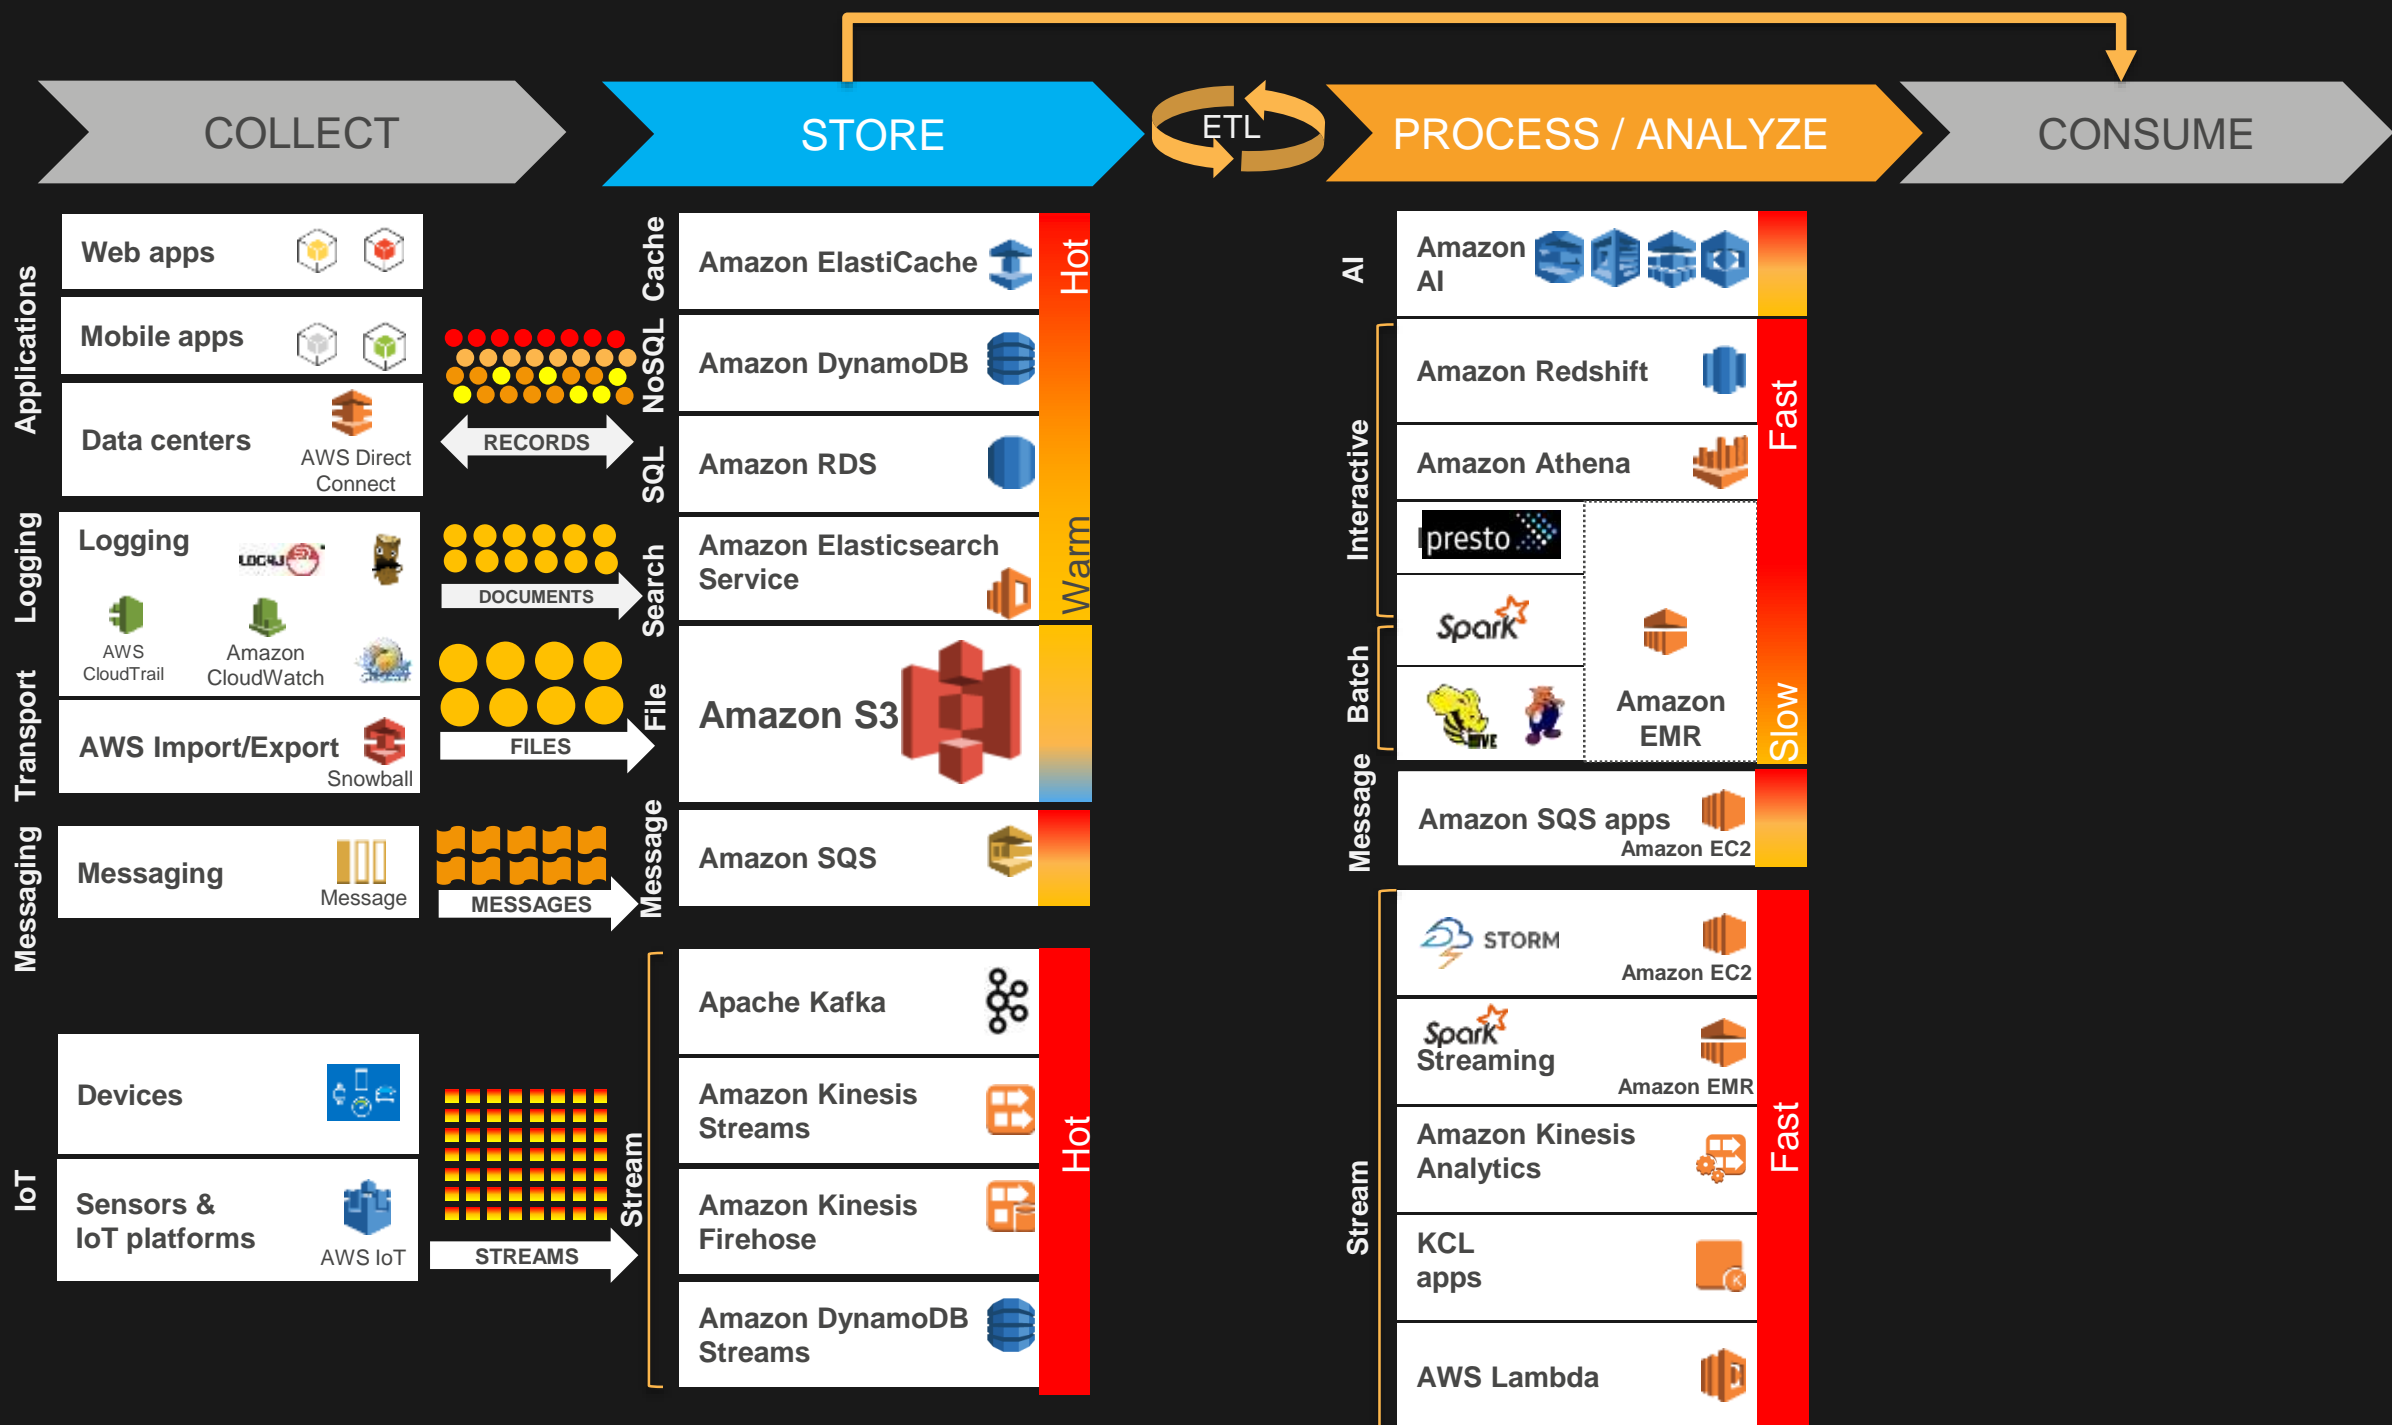 COLLECT
STORE
ETL
PROCESS / ANALYZE
CONSUME
Applications
Web apps
Mobile apps
Data centers
AWS Direct
Connect
Logging
Logging
LOG4J
AWS
CloudTrail
Amazon
CloudWatch
Transport
AWS Import/Export
Snowball
Messaging
Messaging
Message
IoT
Devices
Sensors &
IoT platforms
AWS IoT
RECORDS
DOCUMENTS
FILES
MESSAGES
STREAMS
Cache
NoSQL
SQL
Search
File
Message
Stream
Amazon ElastiCache
Amazon DynamoDB
Amazon RDS
Amazon Elasticsearch
Service
Amazon S3
Amazon SQS
Hot
Warm
Apache Kafka
Amazon Kinesis
Streams
Amazon Kinesis
Firehose
Amazon DynamoDB
Streams
Hot
AI
Amazon
AI
Interactive
Amazon Redshift
Amazon Athena
presto
Spark
Batch
HIVE
Amazon
EMR
Fast
Slow
Message
Amazon SQS apps
Amazon EC2
Stream
STORM
Amazon EC2
Spark
Streaming
Amazon EMR
Amazon Kinesis
Analytics
KCL
apps
K
AWS Lambda
Fast